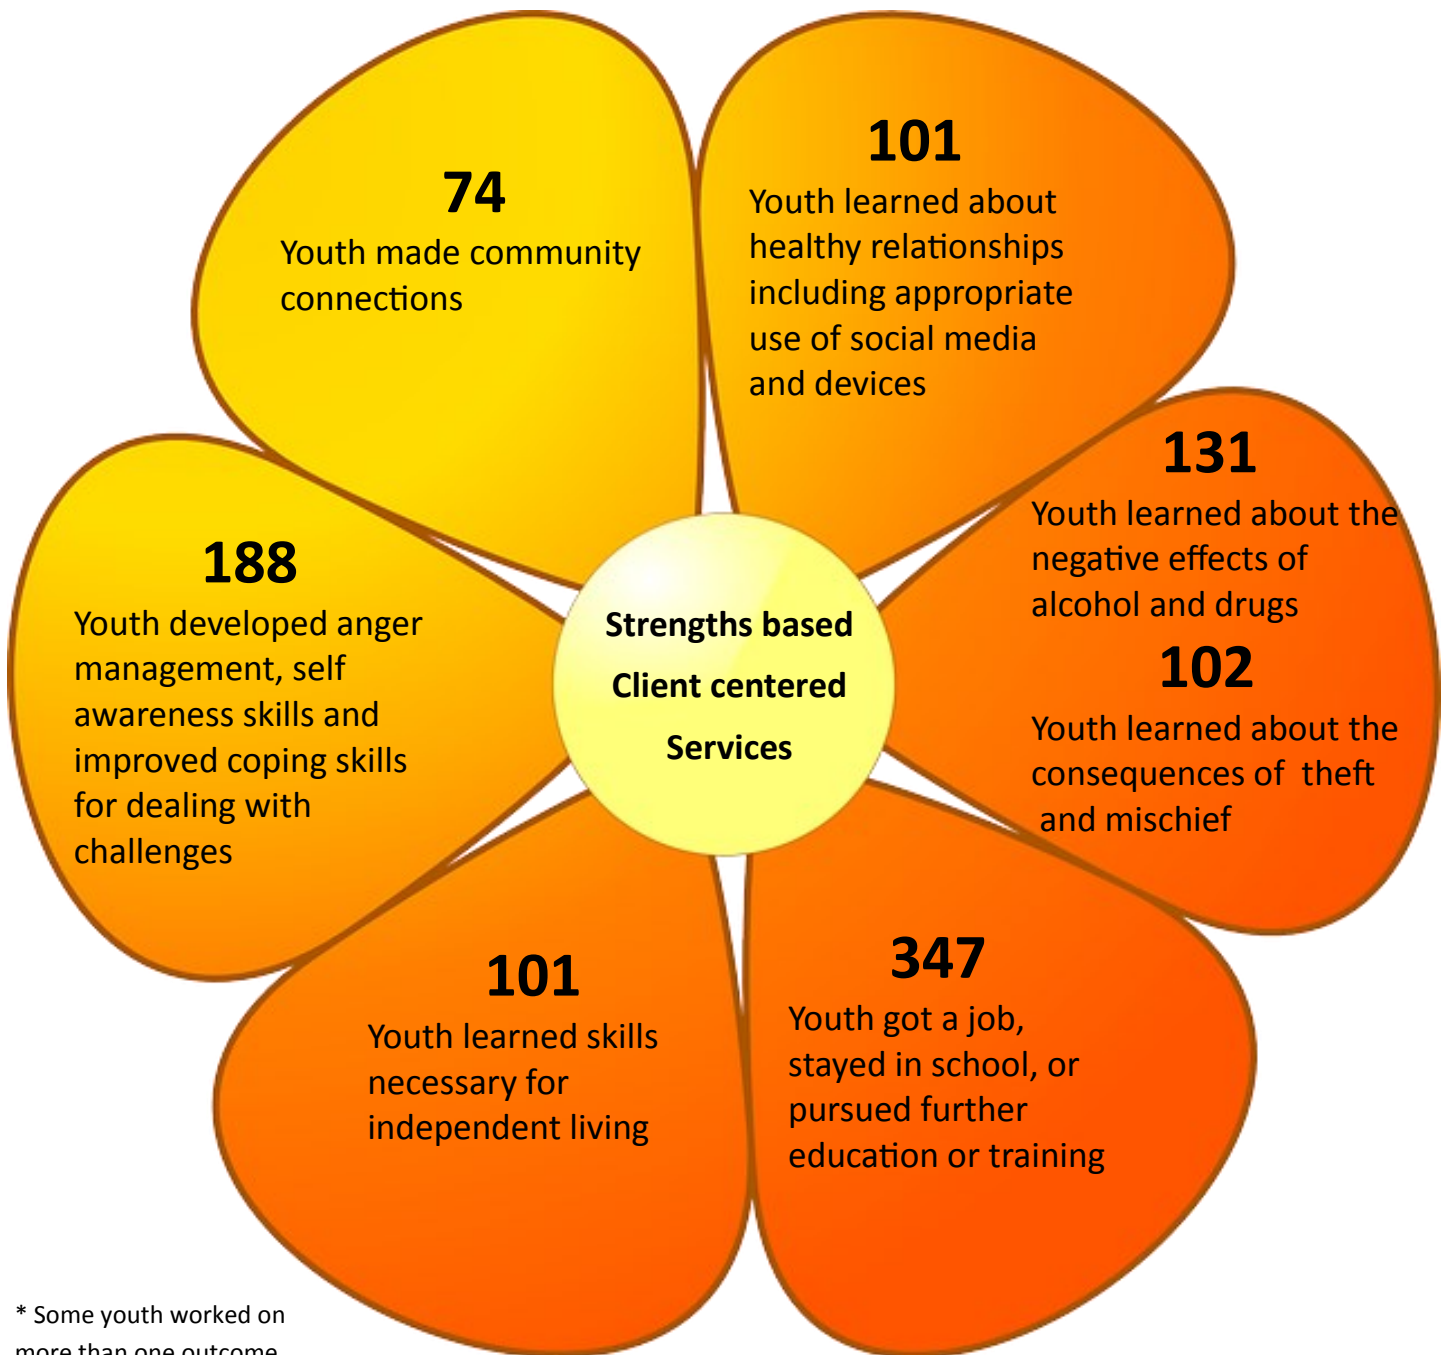 74
Youth made community
connections
101
Youth learned about
healthy relationships
including appropriate
use of social media
and devices
131
Youth learned about the
negative effects of
alcohol and drugs
102
Youth learned about the
consequences of  theft
and mischief
188
Youth developed anger
management, self
awareness skills and
improved coping skills
for dealing with
challenges
Strengths based
Client centered
Services
101
Youth learned skills
necessary for
independent living
347
Youth got a job,
stayed in school, or
pursued further
education or training
* Some youth worked on
more than one outcome